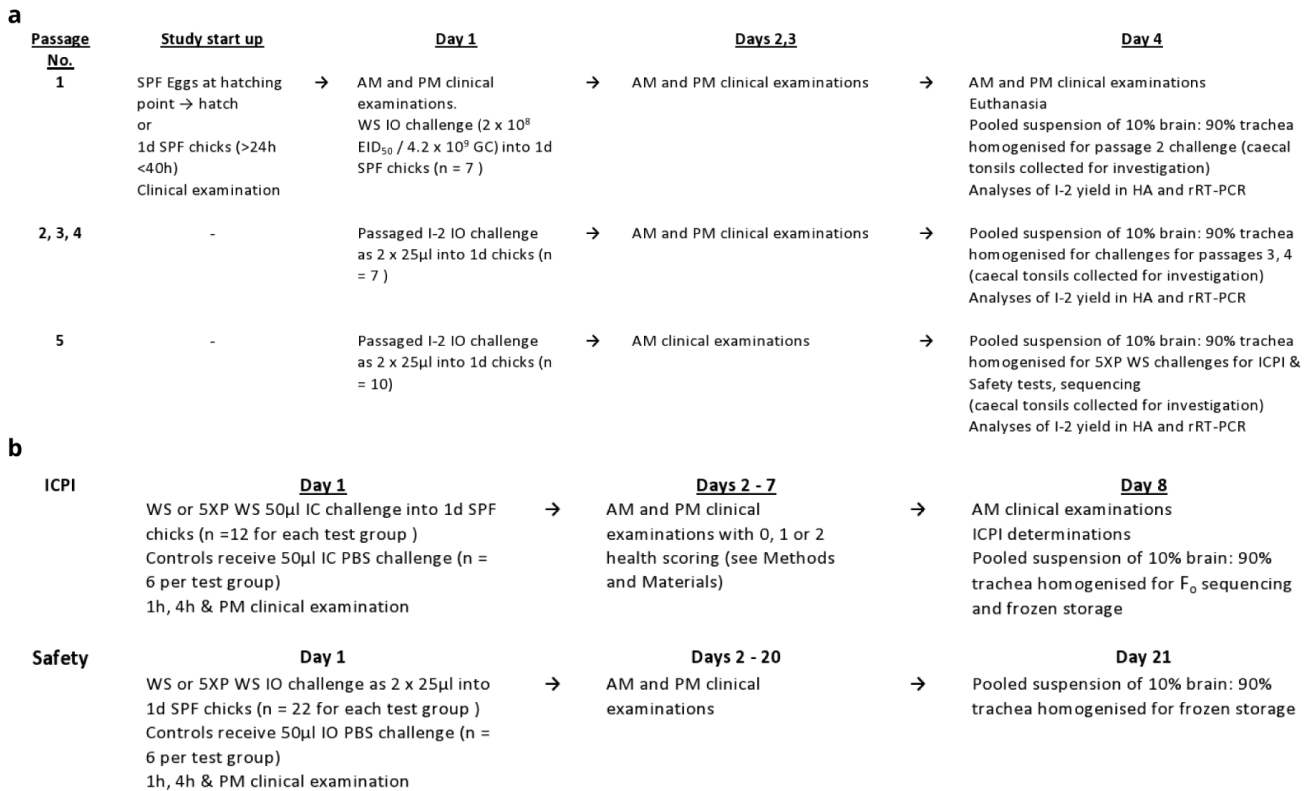 a
Passage No.
Study start up
Day 1
Days 2,3
Day 4
1
SPF Eggs at hatching
point → hatch
or
1d SPF chicks (>24h
<40h)
Clinical examination
→
AM and PM clinical
examinations.
WS IO challenge (2 x 10⁸
EID₅₀ / 4.2 x 10⁹ GC) into 1d
SPF chicks (n = 7 )
→
AM and PM clinical examinations
→
AM and PM clinical examinations
Euthanasia
Pooled suspension of 10% brain: 90% trachea
homogenised for passage 2 challenge (caecal
tonsils collected for investigation)
Analyses of I-2 yield in HA and rRT-PCR
2, 3, 4
-
Passaged I-2 IO challenge
as 2 x 25µl into 1d chicks (n
= 7 )
→
AM and PM clinical examinations
→
Pooled suspension of 10% brain: 90% trachea
homogenised for challenges for passages 3, 4
(caecal tonsils collected for investigation)
Analyses of I-2 yield in HA and rRT-PCR
5
-
Passaged I-2 IO challenge
as 2 x 25µl into 1d chicks (n
= 10)
→
AM clinical examinations
→
Pooled suspension of 10% brain: 90% trachea
homogenised for 5XP WS challenges for ICPI &
Safety tests, sequencing
(caecal tonsils collected for investigation)
Analyses of I-2 yield in HA and rRT-PCR
b
ICPI
Day 1
WS or 5XP WS 50µl IC challenge into 1d SPF
chicks (n =12 for each test group )
Controls receive 50µl IC PBS challenge (n =
6 per test group)
1h, 4h & PM clinical examination
→
Days 2 - 7
AM and PM clinical
examinations with 0, 1 or 2
health scoring (see Methods
and Materials)
→
Day 8
AM clinical examinations
ICPI determinations
Pooled suspension of 10% brain: 90%
trachea homogenised for F₀ sequencing
and frozen storage
Safety
Day 1
WS or 5XP WS IO challenge as 2 x 25µl into
1d SPF chicks (n = 22 for each test group )
Controls receive 50µl IO PBS challenge (n =
6 per test group)
1h, 4h & PM clinical examination
→
Days 2 - 20
AM and PM clinical
examinations
→
Day 21
Pooled suspension of 10% brain: 90%
trachea homogenised for frozen storage